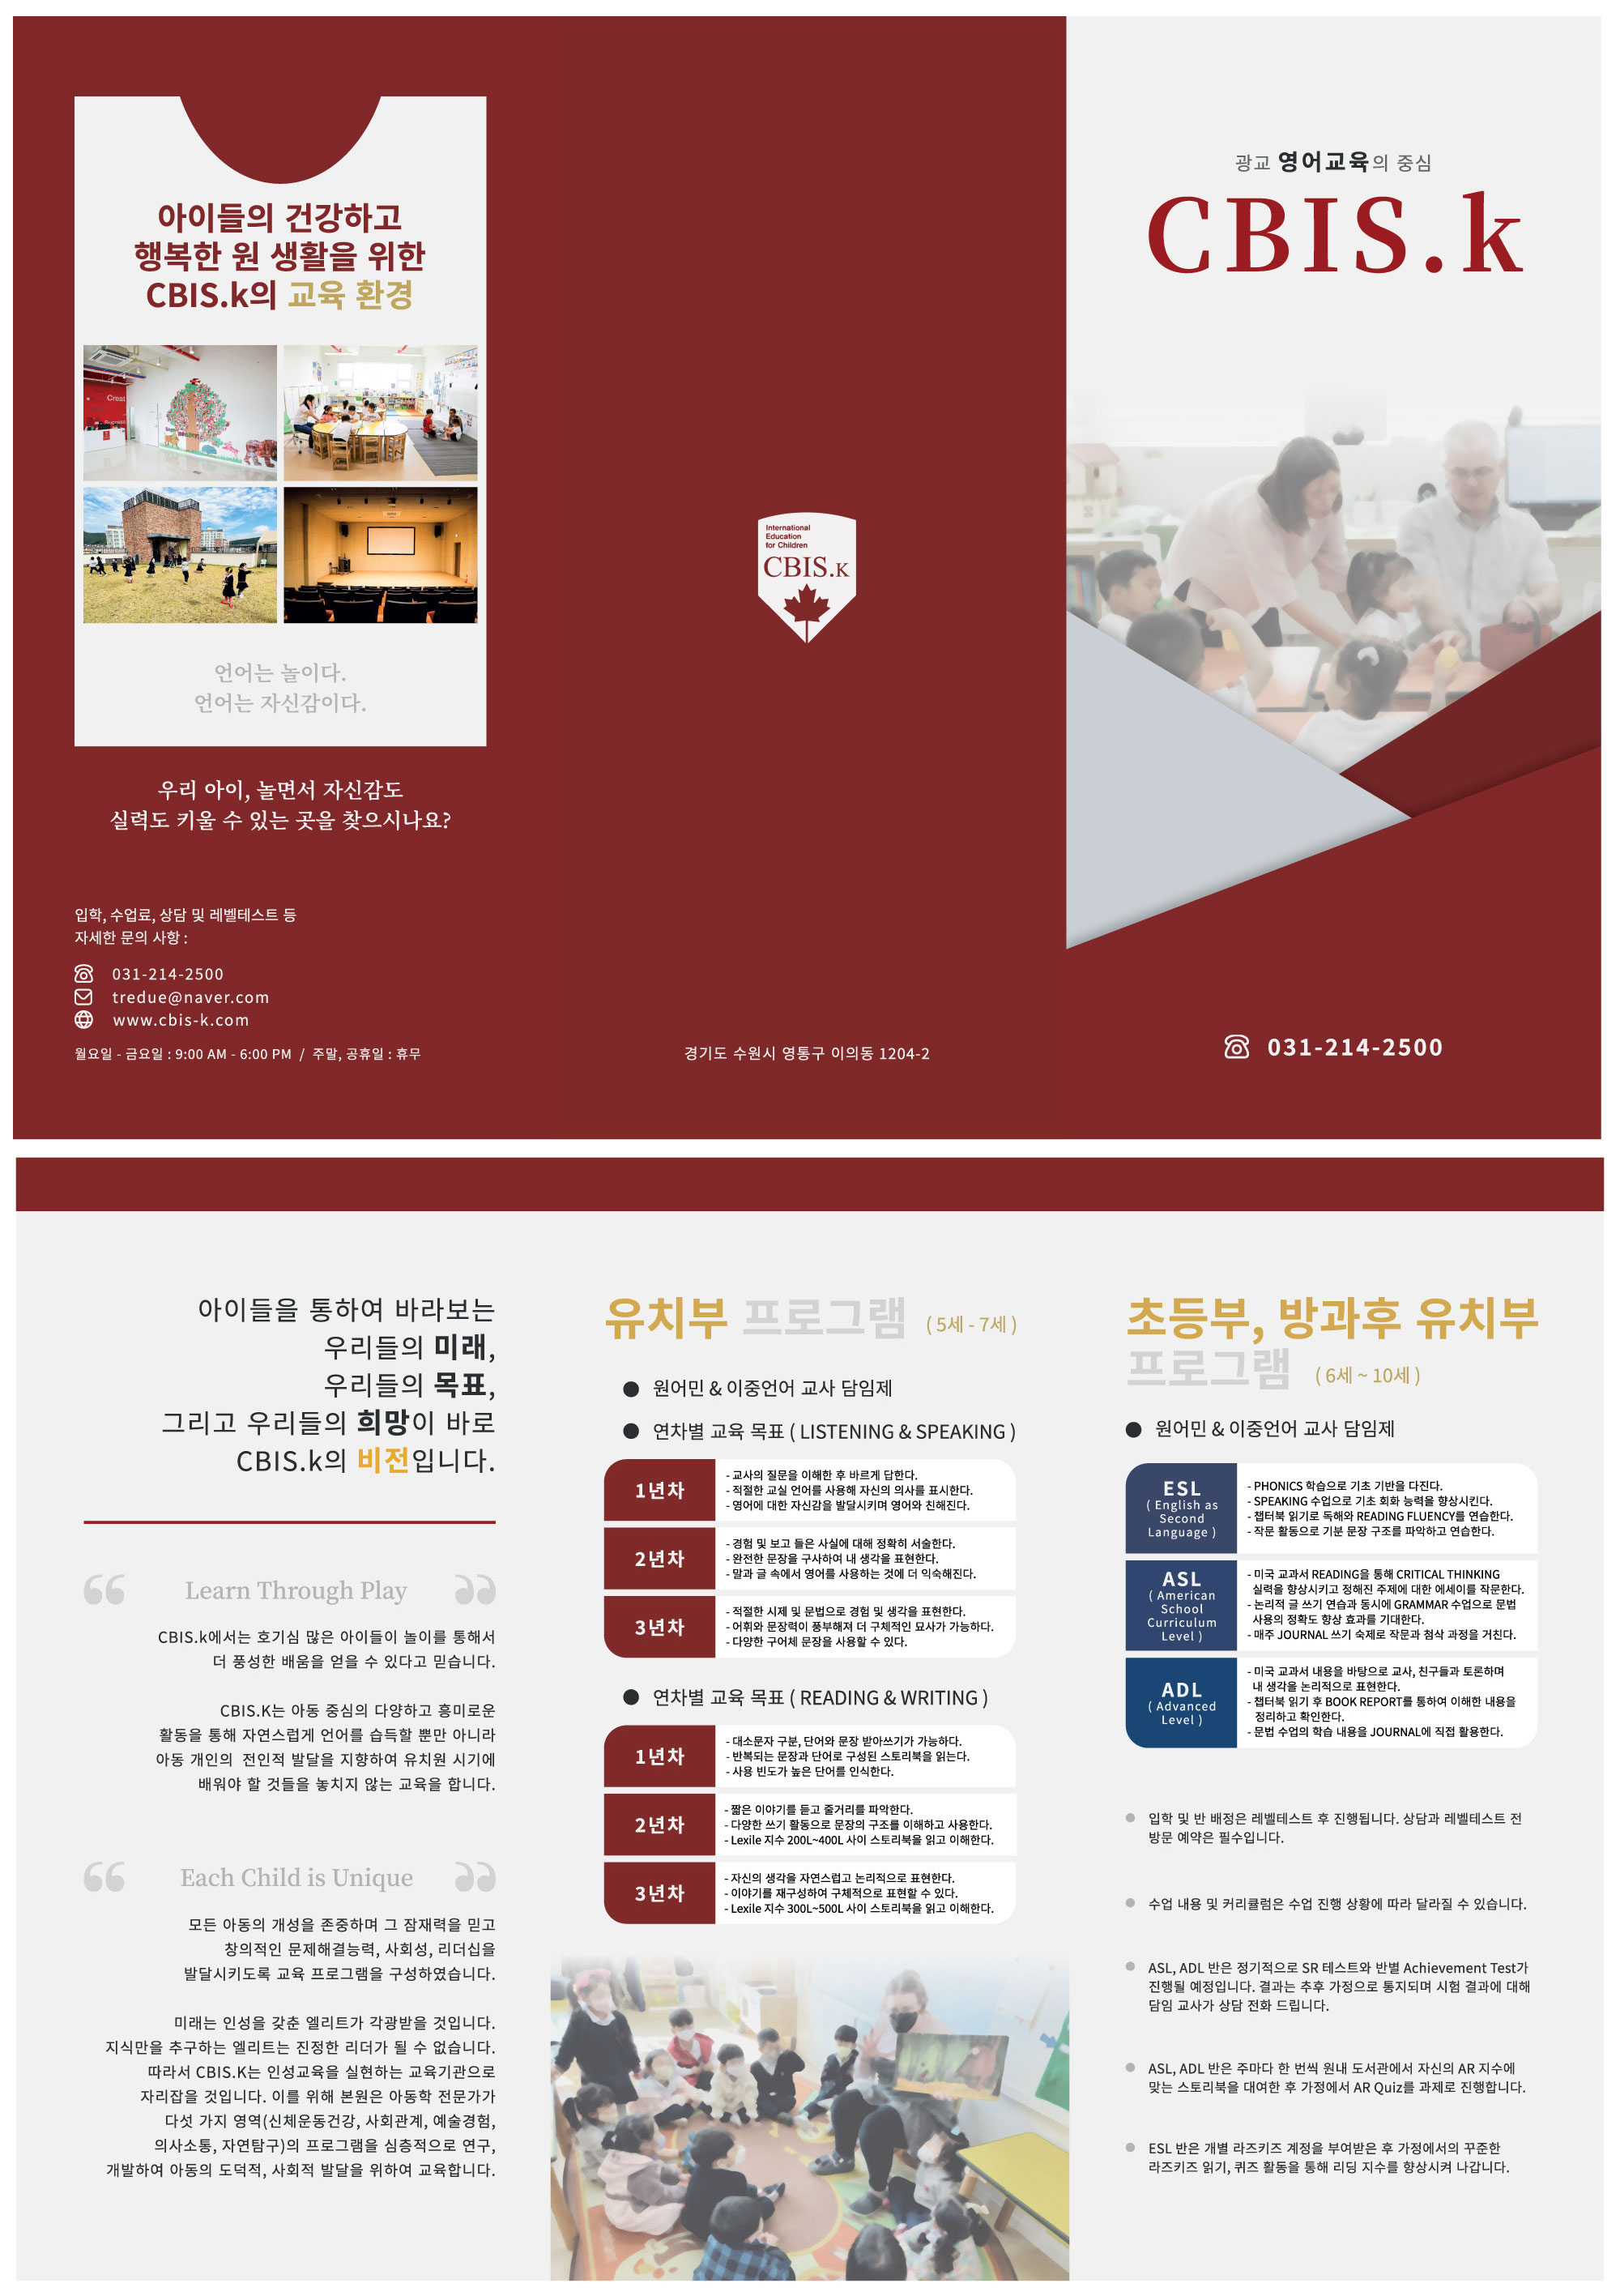 아이들의 건강하고
행복한 원 생활을 위한
CBIS.k의 교육 환경
Creat
언어는 놀이다.
언어는 자신감이다.
우리 아이, 놀면서 자신감도
실력도 키울 수 있는 곳을 찾으시나요?
입학, 수업료, 상담 및 레벨테스트 등
자세한 문의 사항 :
031-214-2500
tredue@naver.com
www.cbis-k.com
월요일 - 금요일 : 9:00 AM - 6:00 PM / 주말, 공휴일 : 휴무
International
Education
for Children
CBIS.K
경기도 수원시 영통구 이의동 1204-2
광교 영어교육의 중심
CBIS.k
031-214-2500
아이들을 통하여 바라보는
우리들의 미래,
우리들의 목표,
그리고 우리들의 희망이 바로
CBIS.k의 비전입니다.
“ Learn Through Play ”
CBIS.k에서는 호기심 많은 아이들이 놀이를 통해서
더 풍성한 배움을 얻을 수 있다고 믿습니다.
CBIS.K는 아동 중심의 다양하고 흥미로운
활동을 통해 자연스럽게 언어를 습득할 뿐만 아니라
아동 개인의 전인적 발달을 지향하여 유치원 시기에
배워야 할 것들을 놓치지 않는 교육을 합니다.
“ Each Child is Unique ”
모든 아동의 개성을 존중하며 그 잠재력을 믿고
창의적인 문제해결능력, 사회성, 리더십을
발달시키도록 교육 프로그램을 구성하였습니다.
미래는 인성을 갖춘 엘리트가 각광받을 것입니다.
지식만을 추구하는 엘리트는 진정한 리더가 될 수 없습니다.
따라서 CBIS.K는 인성교육을 실현하는 교육기관으로
자리잡을 것입니다. 이를 위해 본원은 아동학 전문가가
다섯 가지 영역(신체운동건강, 사회관계, 예술경험,
의사소통, 자연탐구)의 프로그램을 심층적으로 연구,
개발하여 아동의 도덕적, 사회적 발달을 위하여 교육합니다.
유치부 프로그램 ( 5세 - 7세 )
● 원어민 & 이중언어 교사 담임제
● 연차별 교육 목표 ( LISTENING & SPEAKING )
1년차
- 교사의 질문을 이해한 후 바르게 답한다.
- 적절한 교실 언어를 사용해 자신의 의사를 표시한다.
- 영어에 대한 자신감을 발달시키며 영어와 친해진다.
2년차
- 경험 및 보고 들은 사실에 대해 정확히 서술한다.
- 완전한 문장을 구사하여 내 생각을 표현한다.
- 말과 글 속에서 영어를 사용하는 것에 더 익숙해진다.
3년차
- 적절한 시제 및 문법으로 경험 및 생각을 표현한다.
- 어휘와 문장력이 풍부해져 더 구체적인 묘사가 가능하다.
- 다양한 구어체 문장을 사용할 수 있다.
● 연차별 교육 목표 ( READING & WRITING )
1년차
- 대소문자 구분, 단어와 문장 받아쓰기가 가능하다.
- 반복되는 문장과 단어로 구성된 스토리북을 읽는다.
- 사용 빈도가 높은 단어를 인식한다.
2년차
- 짧은 이야기를 듣고 줄거리를 파악한다.
- 다양한 쓰기 활동으로 문장의 구조를 이해하고 사용한다.
- Lexile 지수 200L~400L 사이 스토리북을 읽고 이해한다.
3년차
- 자신의 생각을 자연스럽고 논리적으로 표현한다.
- 이야기를 재구성하여 구체적으로 표현할 수 있다.
- Lexile 지수 300L~500L 사이 스토리북을 읽고 이해한다.
초등부, 방과후 유치부
프로그램 ( 6세 ~ 10세 )
● 원어민 & 이중언어 교사 담임제
ESL
( English as
Second
Language )
- PHONICS 학습으로 기초 기반을 다진다.
- SPEAKING 수업으로 기초 회화 능력을 향상시킨다.
- 챕터북 읽기로 독해와 READING FLUENCY를 연습한다.
- 작문 활동으로 기분 문장 구조를 파악하고 연습한다.
ASL
( American
School
Curriculum
Level )
- 미국 교과서 READING을 통해 CRITICAL THINKING
실력을 향상시키고 정해진 주제에 대한 에세이를 작문한다.
- 논리적 글 쓰기 연습과 동시에 GRAMMAR 수업으로 문법
사용의 정확도 향상 효과를 기대한다.
- 매주 JOURNAL 쓰기 숙제로 작문과 첨삭 과정을 거친다.
ADL
( Advanced
Level )
- 미국 교과서 내용을 바탕으로 교사, 친구들과 토론하며
내 생각을 논리적으로 표현한다.
- 챕터북 읽기 후 BOOK REPORT를 통하여 이해한 내용을
정리하고 확인한다.
- 문법 수업의 학습 내용을 JOURNAL에 직접 활용한다.
● 입학 및 반 배정은 레벨테스트 후 진행됩니다. 상담과 레벨테스트 전
방문 예약은 필수입니다.
● 수업 내용 및 커리큘럼은 수업 진행 상황에 따라 달라질 수 있습니다.
● ASL, ADL 반은 정기적으로 SR 테스트와 반별 Achievement Test가
진행될 예정입니다. 결과는 추후 가정으로 통지되며 시험 결과에 대해
담임 교사가 상담 전화 드립니다.
● ASL, ADL 반은 주마다 한 번씩 원내 도서관에서 자신의 AR 지수에
맞는 스토리북을 대여한 후 가정에서 AR Quiz를 과제로 진행합니다.
● ESL 반은 개별 라즈키즈 계정을 부여받은 후 가정에서의 꾸준한
라즈키즈 읽기, 퀴즈 활동을 통해 리딩 지수를 향상시켜 나갑니다.